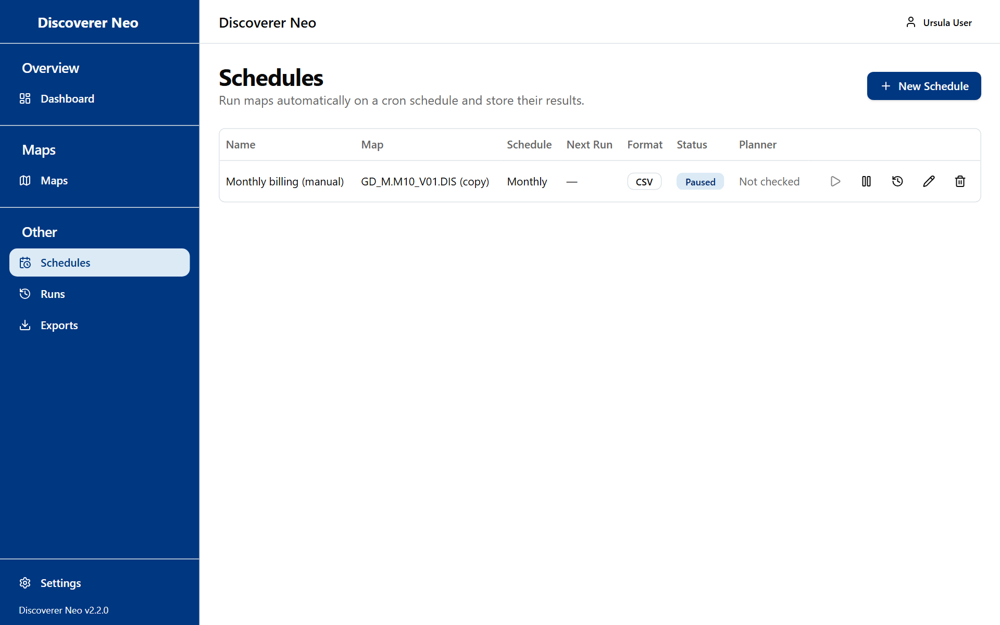 Discoverer Neo
Overview
Dashboard
Maps
Maps
Other
Schedules
Runs
Exports
Settings
Discoverer Neo v2.2.0
Discoverer Neo
Ursula User
Schedules
Run maps automatically on a cron schedule and store their results.
New Schedule
Name Map Schedule Next Run Format Status Planner
Monthly billing (manual) GD_M.M10_V01.DIS (copy) Monthly — CSV Paused Not checked